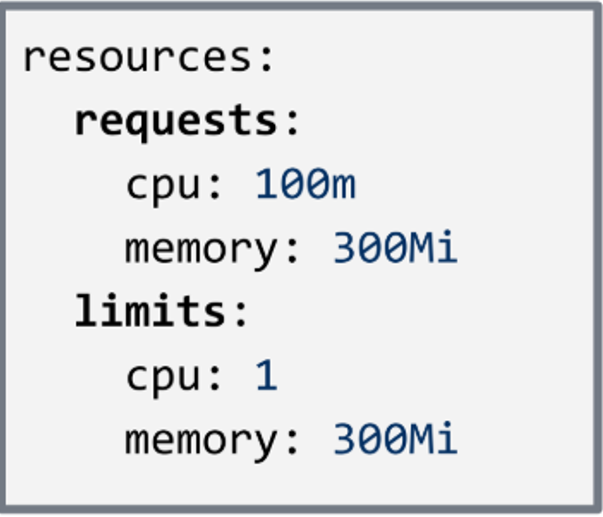 resources:
  requests:
    cpu: 100m
    memory: 300Mi
  limits:
    cpu: 1
    memory: 300Mi